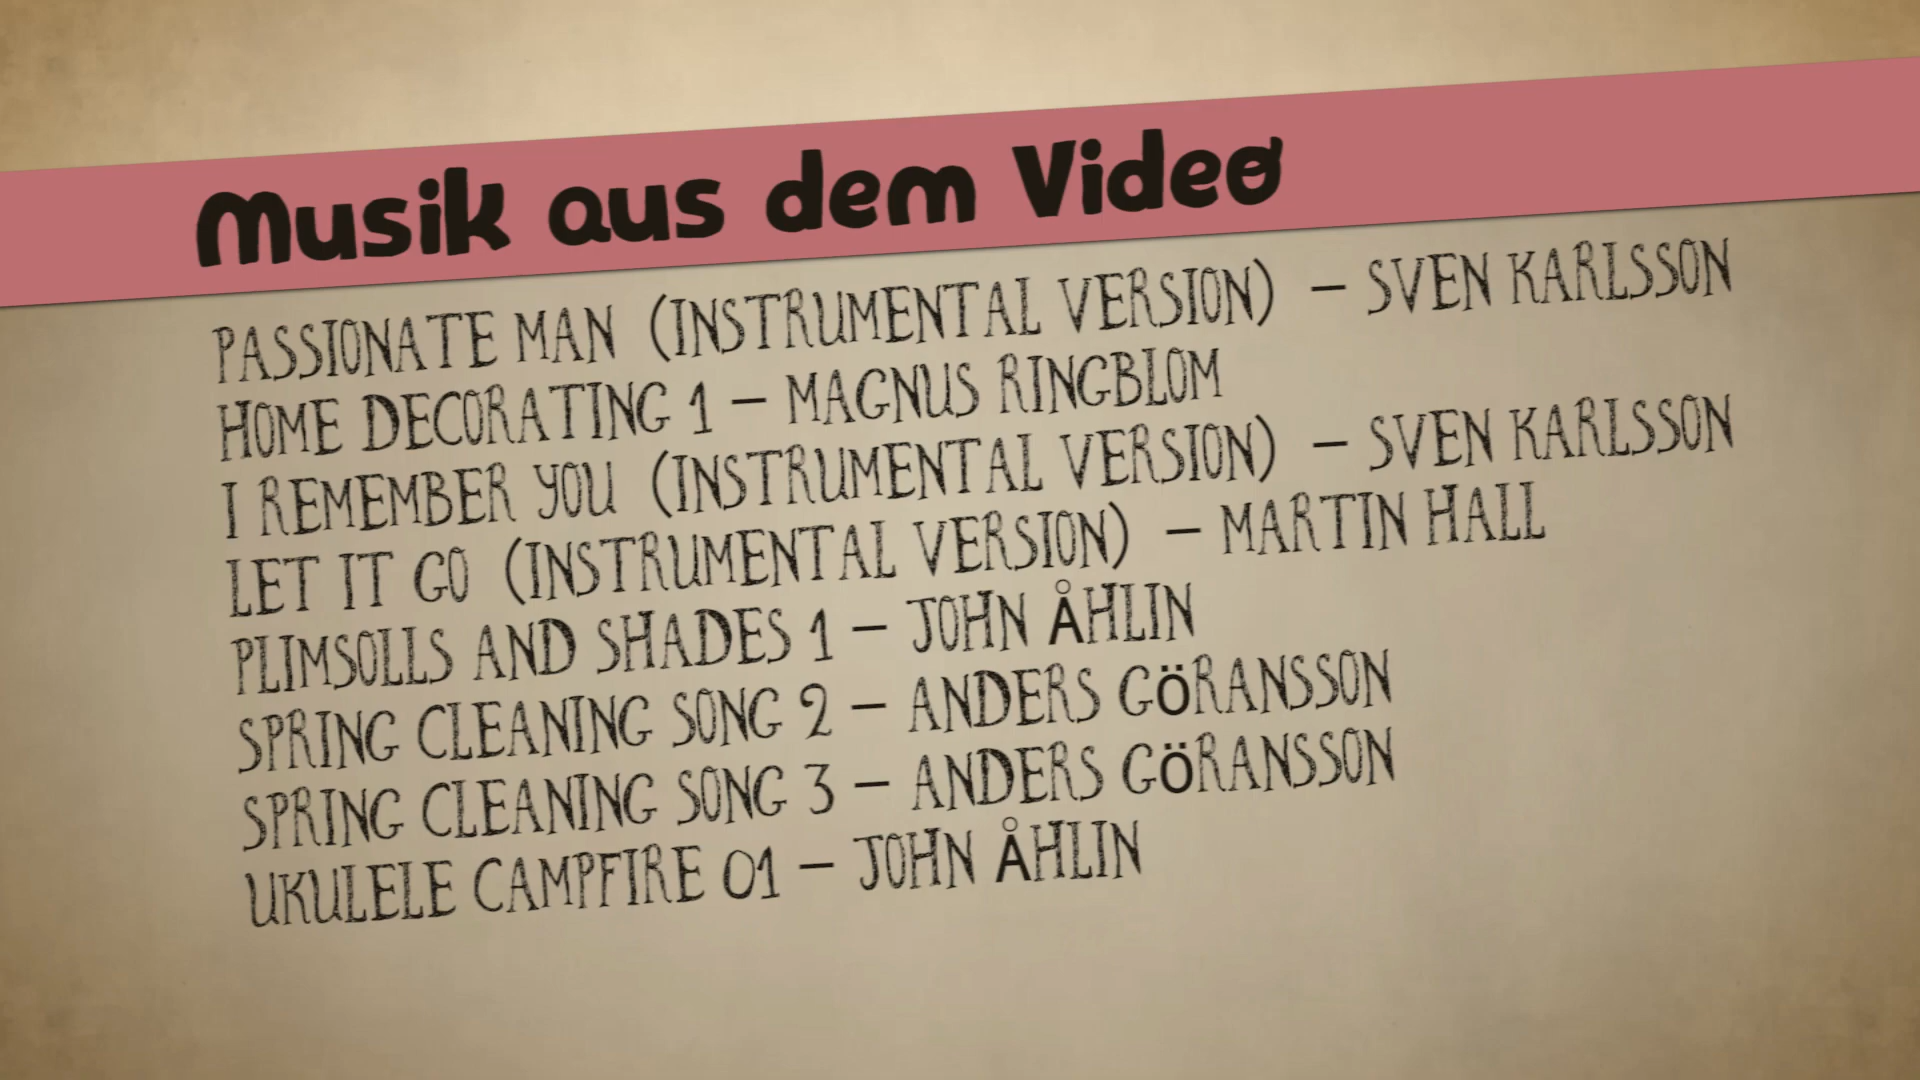 Musik aus dem Video
PASSIONATE MAN (INSTRUMENTAL VERSION) – SVEN KARLSSON
HOME DECORATING 1 – MAGNUS RINGBLOM
I REMEMBER YOU (INSTRUMENTAL VERSION) – SVEN KARLSSON
LET IT GO (INSTRUMENTAL VERSION) – MARTIN HALL
PLIMSOLLS AND SHADES 1 – JOHN ÅHLIN
SPRING CLEANING SONG 2 – ANDERS GÖRANSSON
SPRING CLEANING SONG 3 – ANDERS GÖRANSSON
UKULELE CAMPFIRE 01 – JOHN ÅHLIN